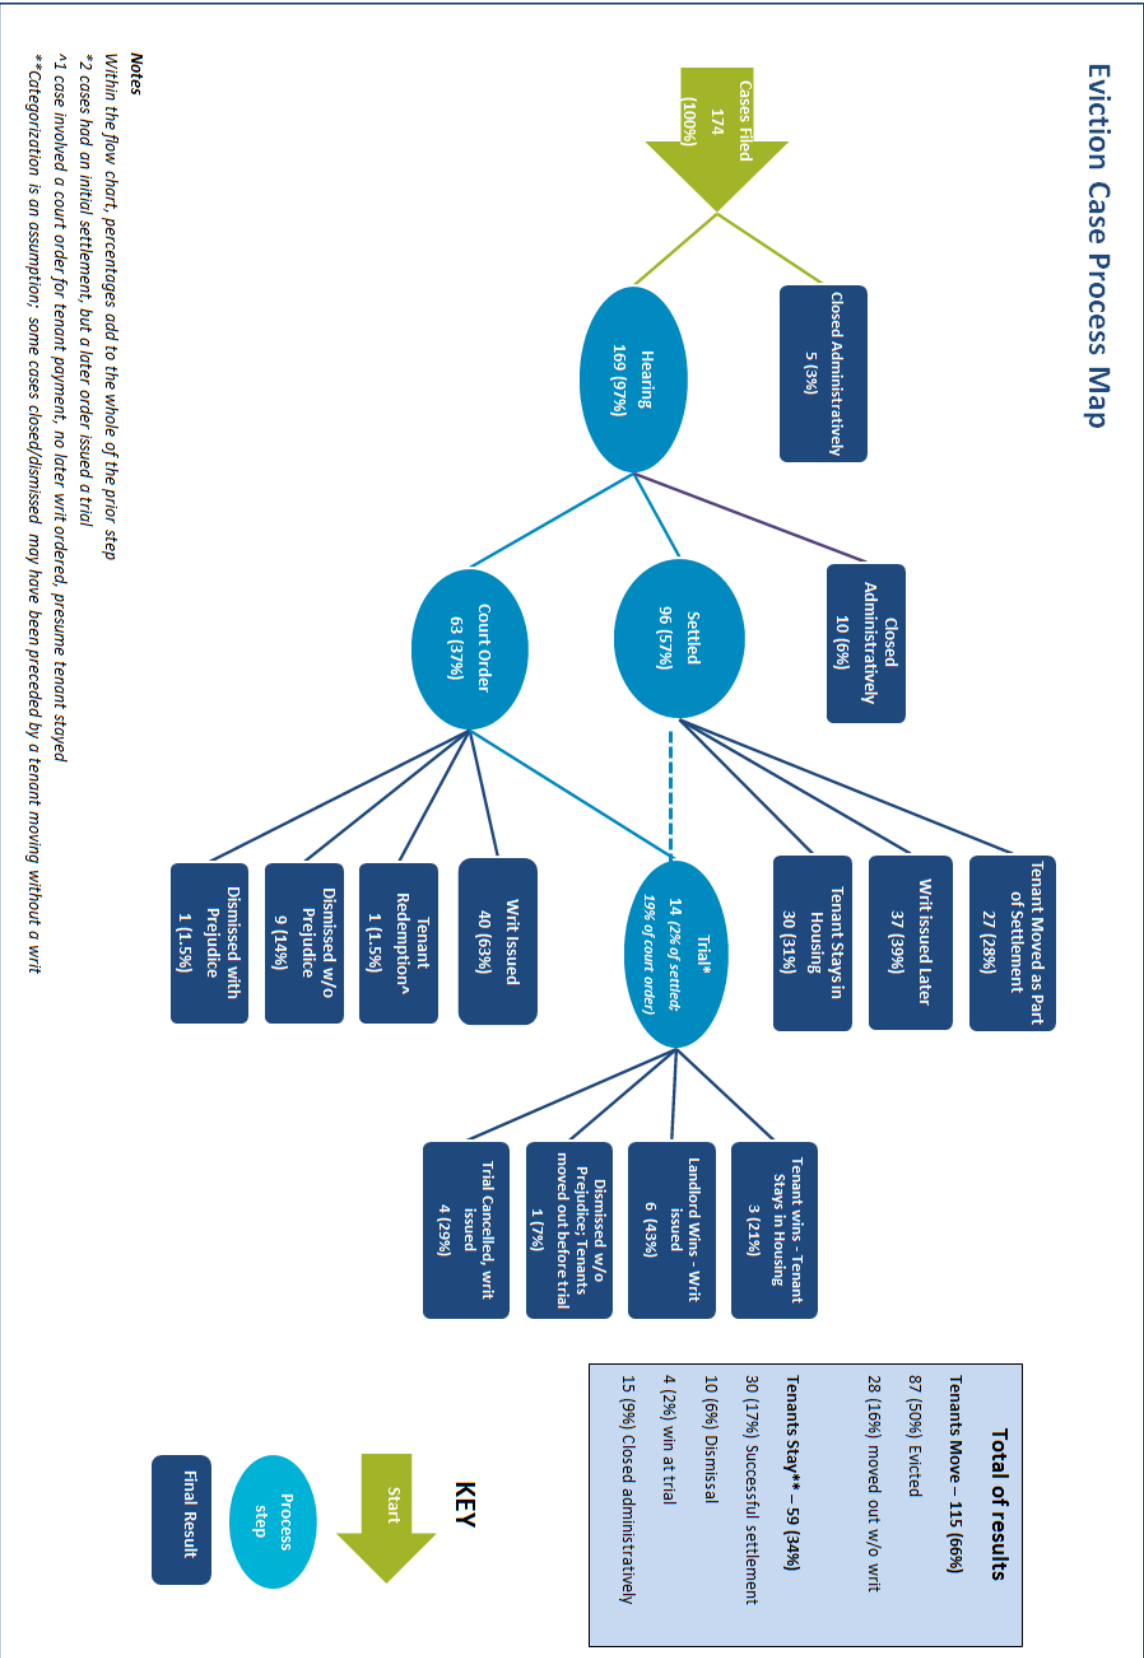 Eviction Case Process Map
Cases Filed
174
(100%)
Closed Administratively
5 (3%)
Hearing
169 (97%)
Closed
Administratively
10 (6%)
Settled
96 (57%)
Court Order
63 (37%)
Tenant Moved as Part
of Settlement
27 (28%)
Writ issued Later
37 (39%)
Tenant Stays in
Housing
30 (31%)
Trial*
14 (2% of settled;
19% of court order)
Writ Issued
40 (63%)
Tenant
Redemption^
1 (1.5%)
Dismissed w/o
Prejudice
9 (14%)
Dismissed with
Prejudice
1 (1.5%)
Tenant wins - Tenant
Stays in Housing
3 (21%)
Landlord Wins - Writ
issued
6 (43%)
Dismissed w/o
Prejudice; Tenants
moved out before trial
1 (7%)
Trial Cancelled, writ
issued
4 (29%)
Total of results
Tenants Move – 115 (66%)
87 (50%) Evicted
28 (16%) moved out w/o writ
Tenants Stay** – 59 (34%)
30 (17%) Successful settlement
10 (6%) Dismissal
4 (2%) win at trial
15 (9%) Closed administratively
KEY
Start
Process
step
Final Result
Notes
Within the flow chart, percentages add to the whole of the prior step
*2 cases had an initial settlement, but a later order issued a trial
^1 case involved a court order for tenant payment, no later writ ordered, presume tenant stayed
**Categorization is an assumption; some cases closed/dismissed may have been preceded by a tenant moving without a writ